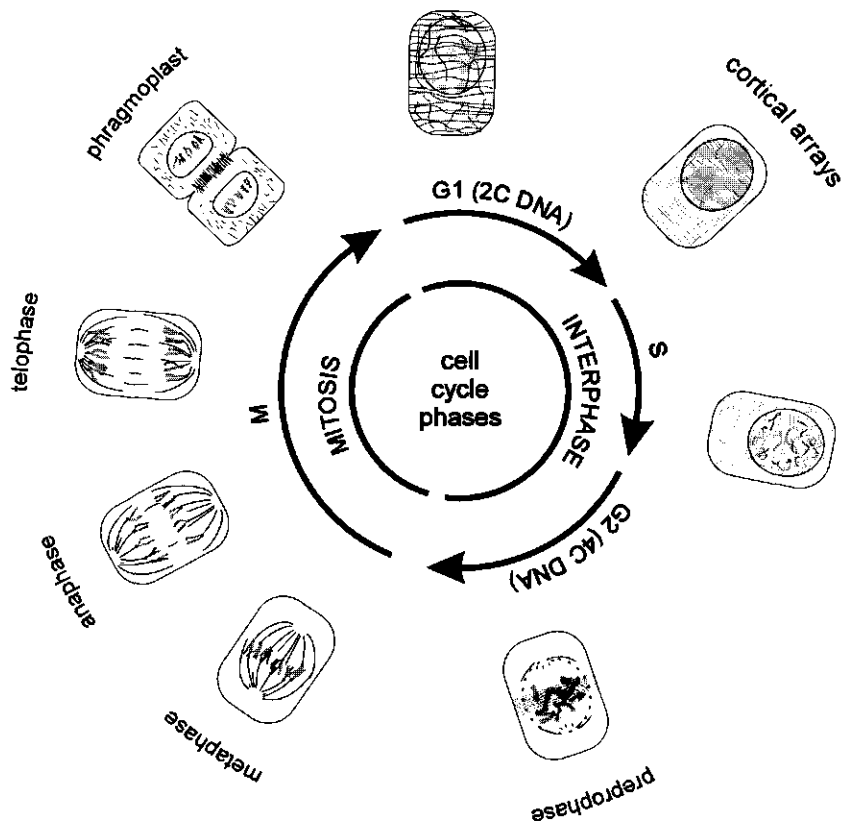 phragmoplast
cortical arrays
G1 (2C DNA)
telophase
S
INTERPHASE
cell
cycle
phases
MITOSIS
M
G2 (4C DNA)
anaphase
metaphase
preprophase